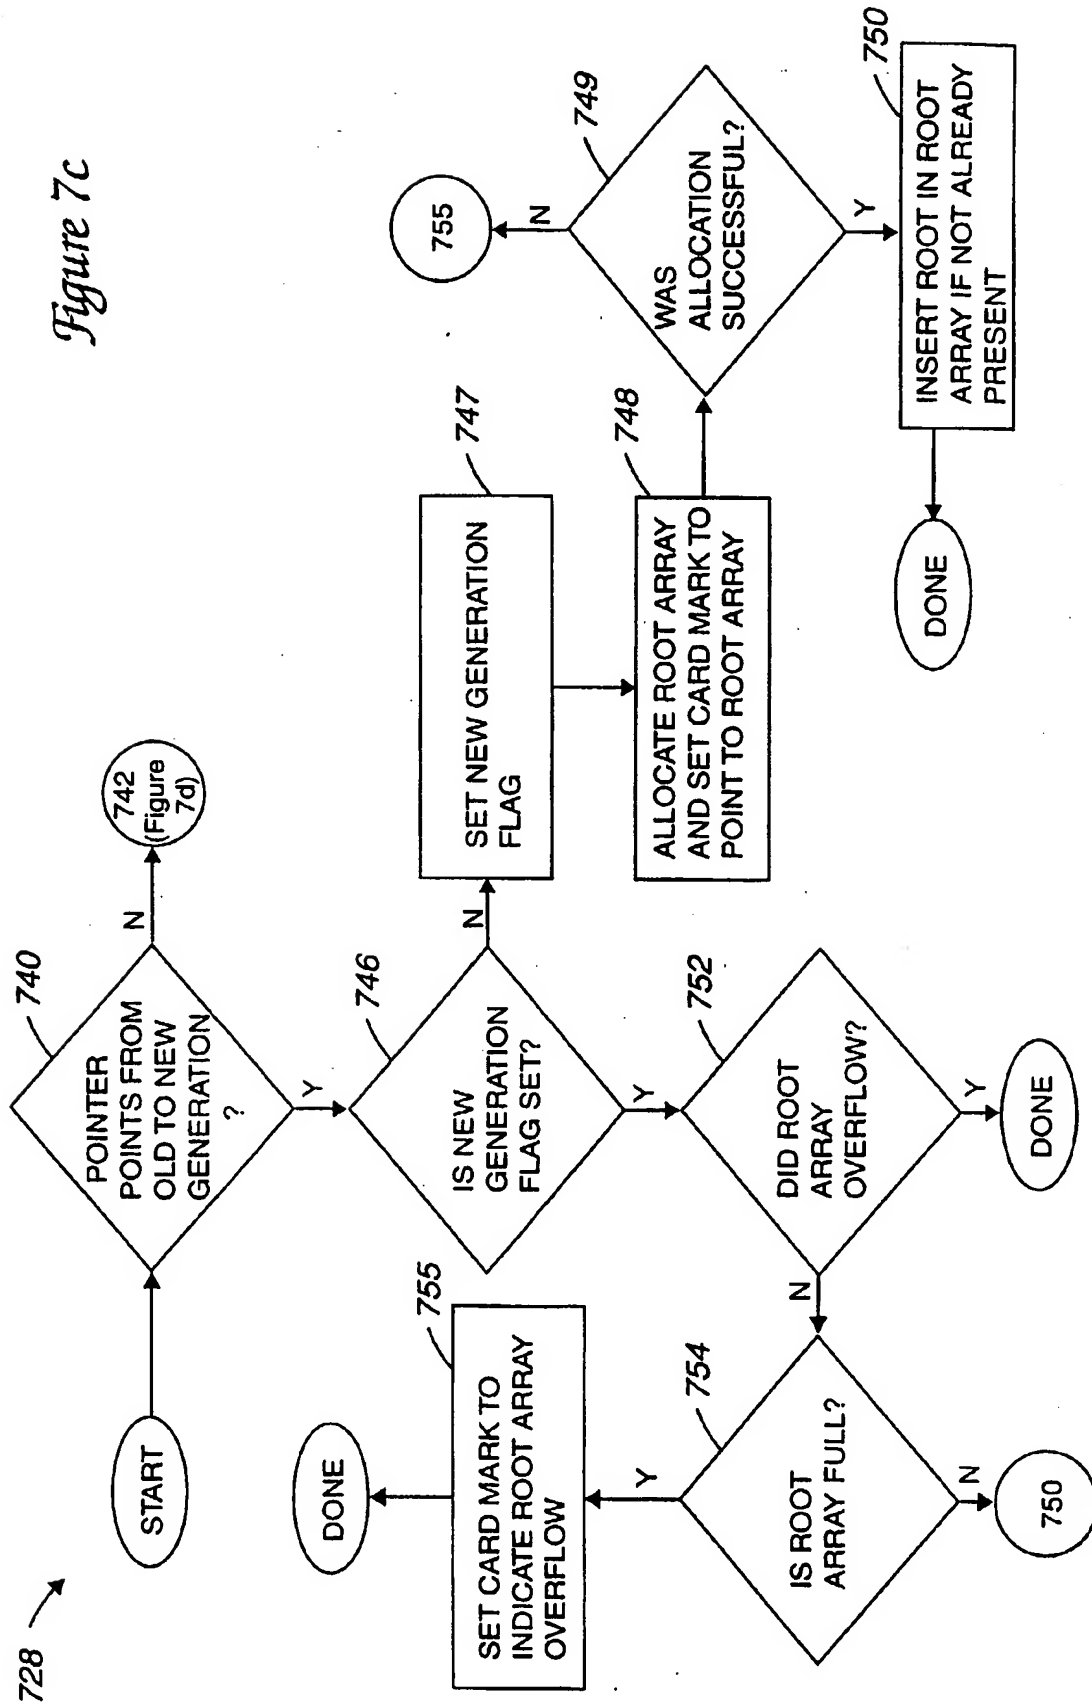 Figure 7c
728
START
740
POINTER
POINTS FROM
OLD TO NEW
GENERATION
?
N
742
(Figure
7d)
Y
746
IS NEW
GENERATION
FLAG SET?
N
747
SET NEW GENERATION
FLAG
748
ALLOCATE ROOT ARRAY
AND SET CARD MARK TO
POINT TO ROOT ARRAY
749
WAS
ALLOCATION
SUCCESSFUL?
N
755
Y
750
INSERT ROOT IN ROOT
ARRAY IF NOT ALREADY
PRESENT
DONE
Y
752
DID ROOT
ARRAY
OVERFLOW?
Y
DONE
N
754
IS ROOT
ARRAY FULL?
N
750
Y
755
SET CARD MARK TO
INDICATE ROOT ARRAY
OVERFLOW
DONE